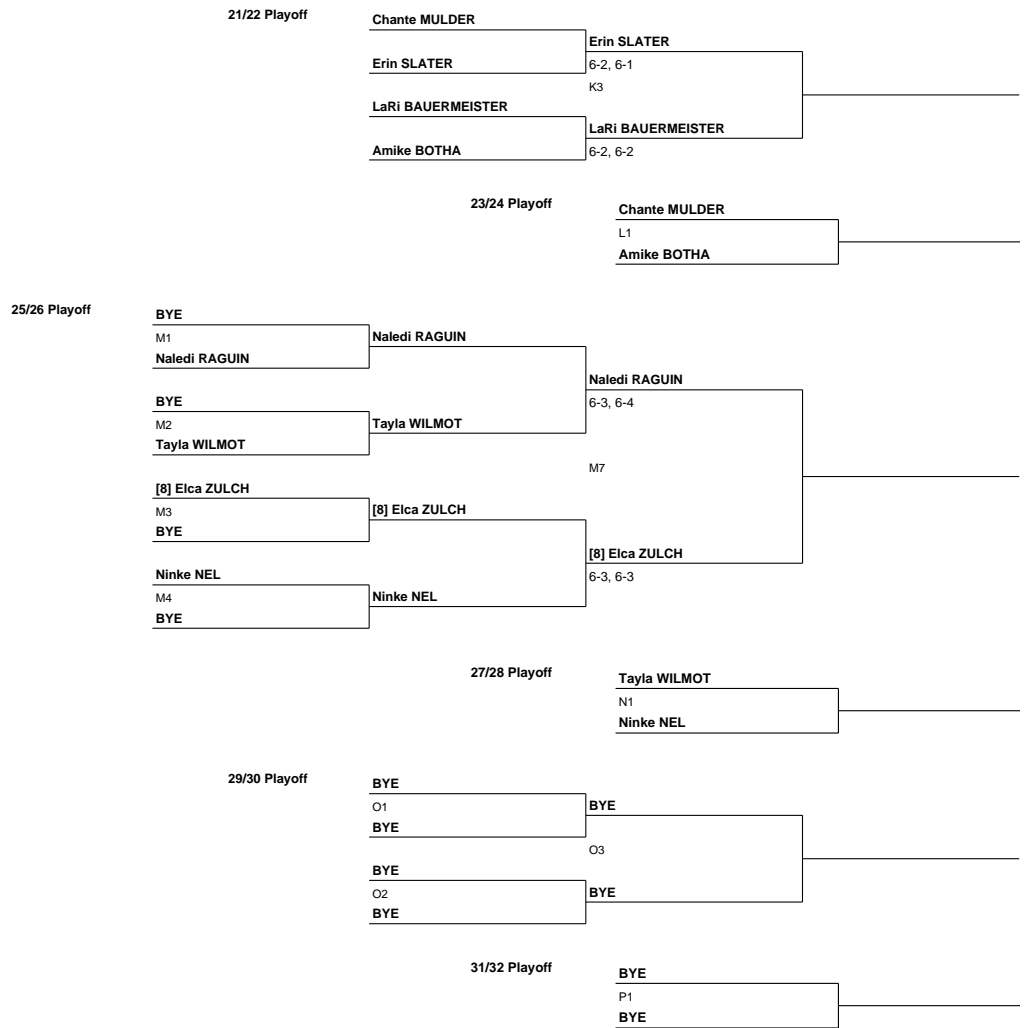 21/22 Playoff
Chante MULDER
Erin SLATER
Erin SLATER
6-2, 6-1
K3
LaRi BAUERMEISTER
LaRi BAUERMEISTER
Amike BOTHA
6-2, 6-2
23/24 Playoff
Chante MULDER
L1
Amike BOTHA
25/26 Playoff
BYE
M1
Naledi RAGUIN
Naledi RAGUIN
Naledi RAGUIN
6-3, 6-4
BYE
M2
Tayla WILMOT
Tayla WILMOT
M7
[8] Elca ZULCH
M3
[8] Elca ZULCH
BYE
[8] Elca ZULCH
6-3, 6-3
Ninke NEL
M4
Ninke NEL
BYE
27/28 Playoff
Tayla WILMOT
N1
Ninke NEL
29/30 Playoff
BYE
O1
BYE
BYE
O3
BYE
O2
BYE
BYE
31/32 Playoff
BYE
P1
BYE